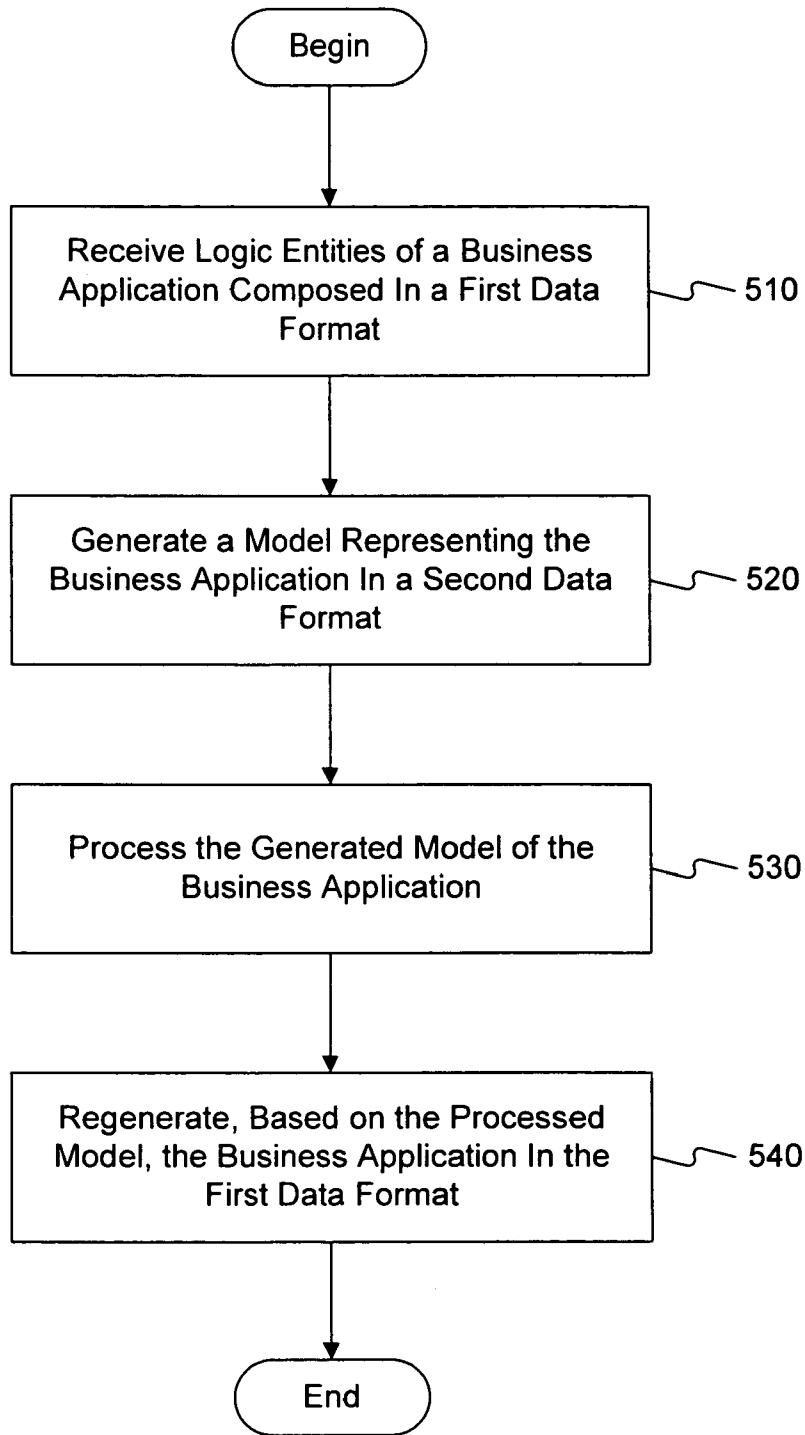 Begin
Receive Logic Entities of a Business
Application Composed In a First Data
Format
510
Generate a Model Representing the
Business Application In a Second Data
Format
520
Process the Generated Model of the
Business Application
530
Regenerate, Based on the Processed
Model, the Business Application In the
First Data Format
540
End